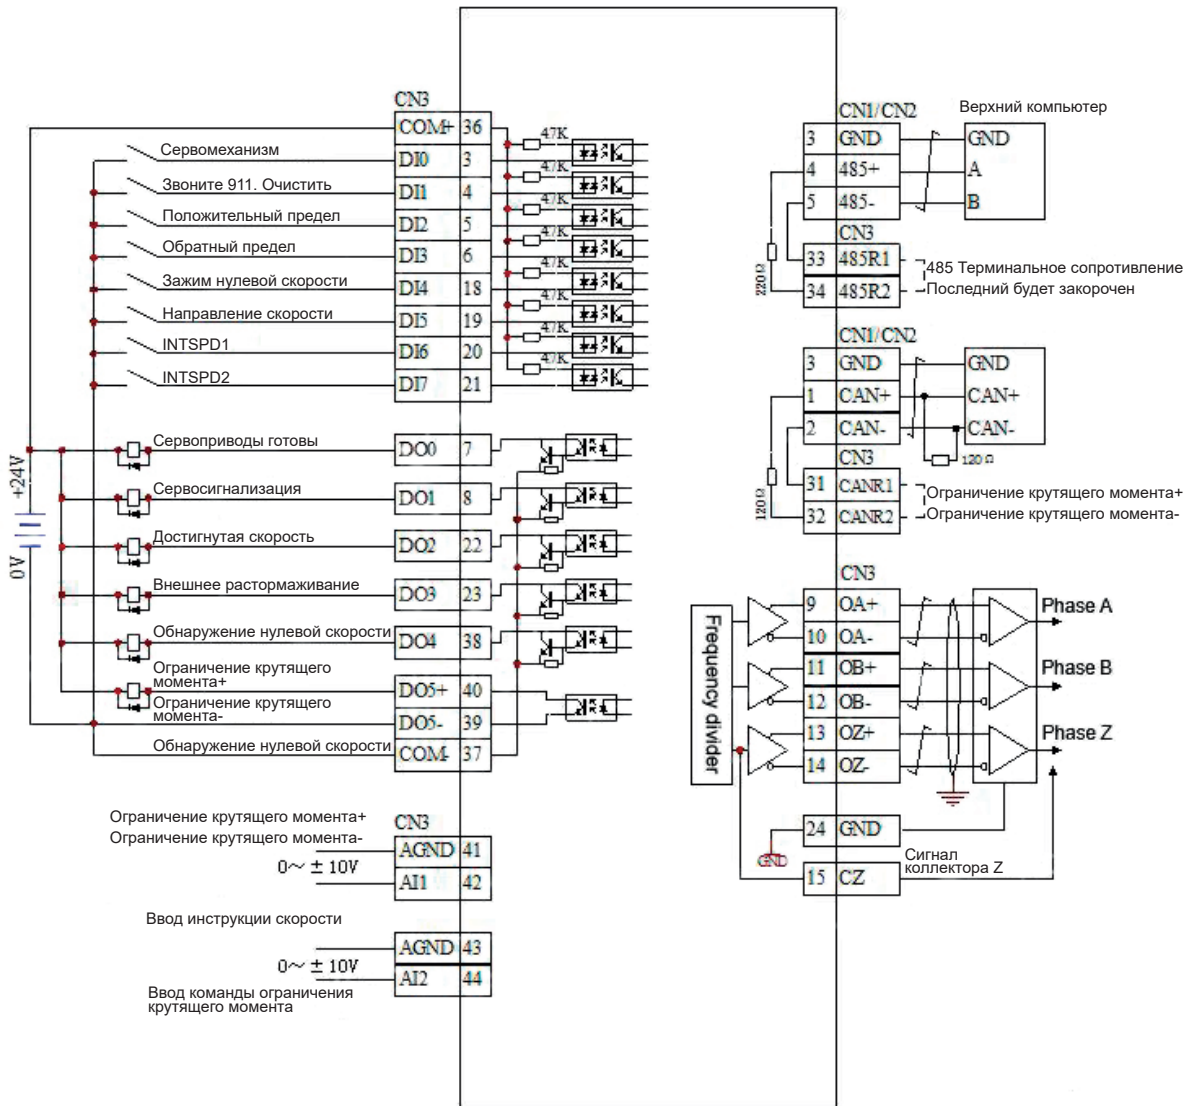 CN3
COM+ 36
Сервомеханизм
DI0 3
Звоните 911. Очистить
DI1 4
Положительный предел
DI2 5
Обратный предел
DI3 6
Зажим нулевой скорости
DI4 18
Направление скорости
DI5 19
INTSPD1
DI6 20
INTSPD2
DI7 21
47K
47K
47K
47K
47K
47K
47K
47K
Сервоприводы готовы
DO0 7
Сервосигнализация
DO1 8
Достигнутая скорость
DO2 22
Внешнее растормаживание
DO3 23
Обнаружение нулевой скорости
DO4 38
Ограничение крутящего
момента+
DO5+ 40
Ограничение крутящего
момента-
DO5- 39
Обнаружение нулевой скорости
COM- 37
+24V
0V
Ограничение крутящего момента+
Ограничение крутящего момента-
CN3
AGND 41
0~ ± 10V
AI1 42
Ввод инструкции скорости
AGND 43
0~ ± 10V
AI2 44
Ввод команды ограничения
крутящего момента
CN1/CN2
Верхний компьютер
3 GND
GND
4 485+
A
5 485-
B
CN3
33 485R1
34 485R2
220Ω
485 Терминальное сопротивление
Последний будет закорочен
CN1/CN2
3 GND
GND
1 CAN+
CAN+
2 CAN-
CAN-
120Ω
CN3
31 CANR1
32 CANR2
120Ω
Ограничение крутящего момента+
Ограничение крутящего момента-
CN3
Frequency divider
9 OA+
Phase A
10 OA-
11 OB+
Phase B
12 OB-
13 OZ+
Phase Z
14 OZ-
24 GND
GND
15 CZ
Сигнал
коллектора Z